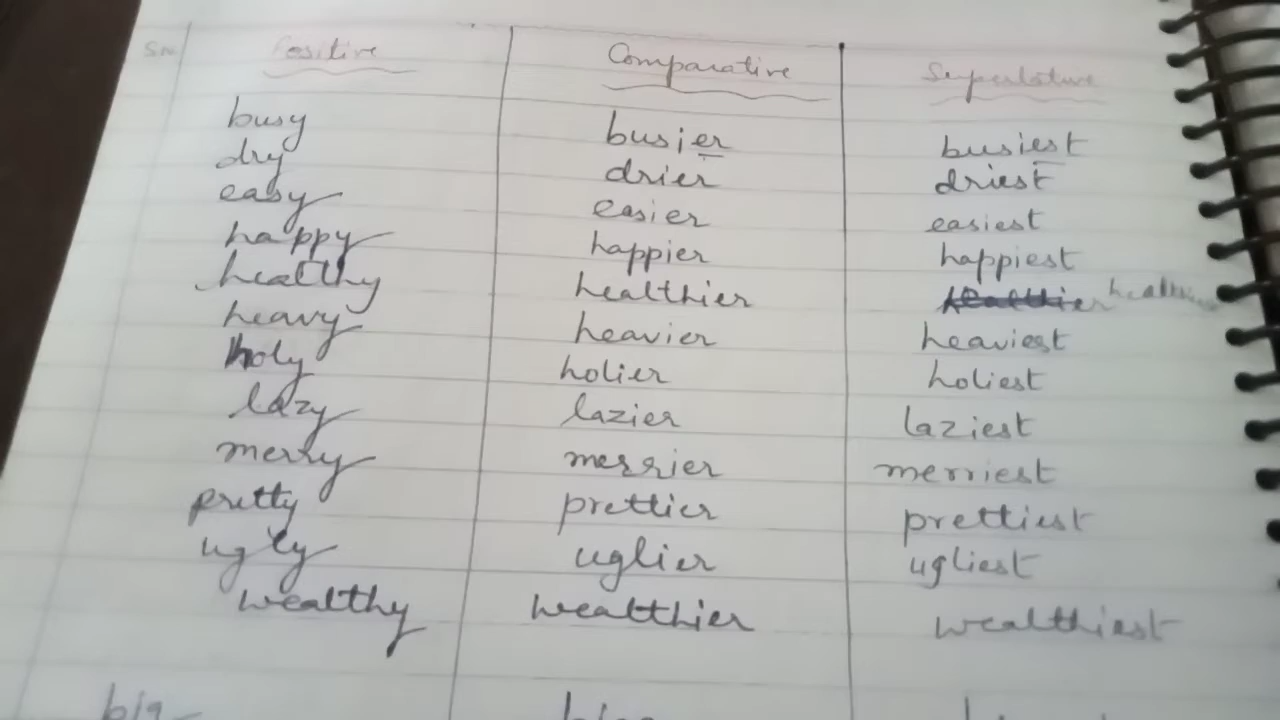 Sn Positive Comparative Superlative
busy busier busiest
dry drier driest
easy easier easiest
happy happier happiest
healthy healthier
heavy heavier heaviest
holy holier holiest
lazy lazier laziest
merry merrier merriest
pretty prettier prettiest
ugly uglier ugliest
wealthy wealthier wealthiest
big